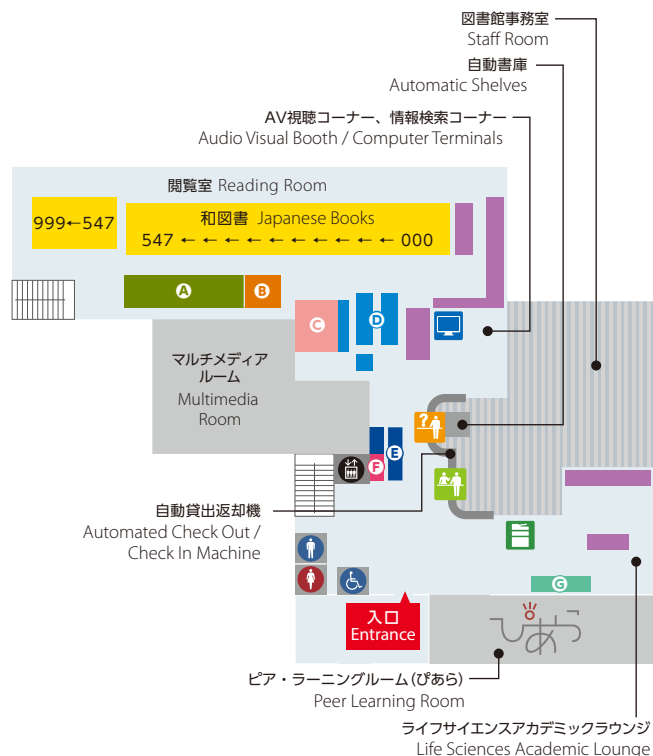 図書館事務室
Staff Room
自動書庫
Automatic Shelves
AV視聴コーナー、情報検索コーナー
Audio Visual Booth / Computer Terminals
閲覧室 Reading Room
999←547
和図書 Japanese Books
547 ← ← ← ← ← ← ← ← ← ← 000
A
B
C
D
マルチメディア
ルーム
Multimedia
Room
?
E
F
自動貸出返却機
Automated Check Out /
Check In Machine
G
入口
Entrance
ぴあら
ピア・ラーニングルーム(ぴあら)
Peer Learning Room
ライフサイエンスアカデミックラウンジ
Life Sciences Academic Lounge